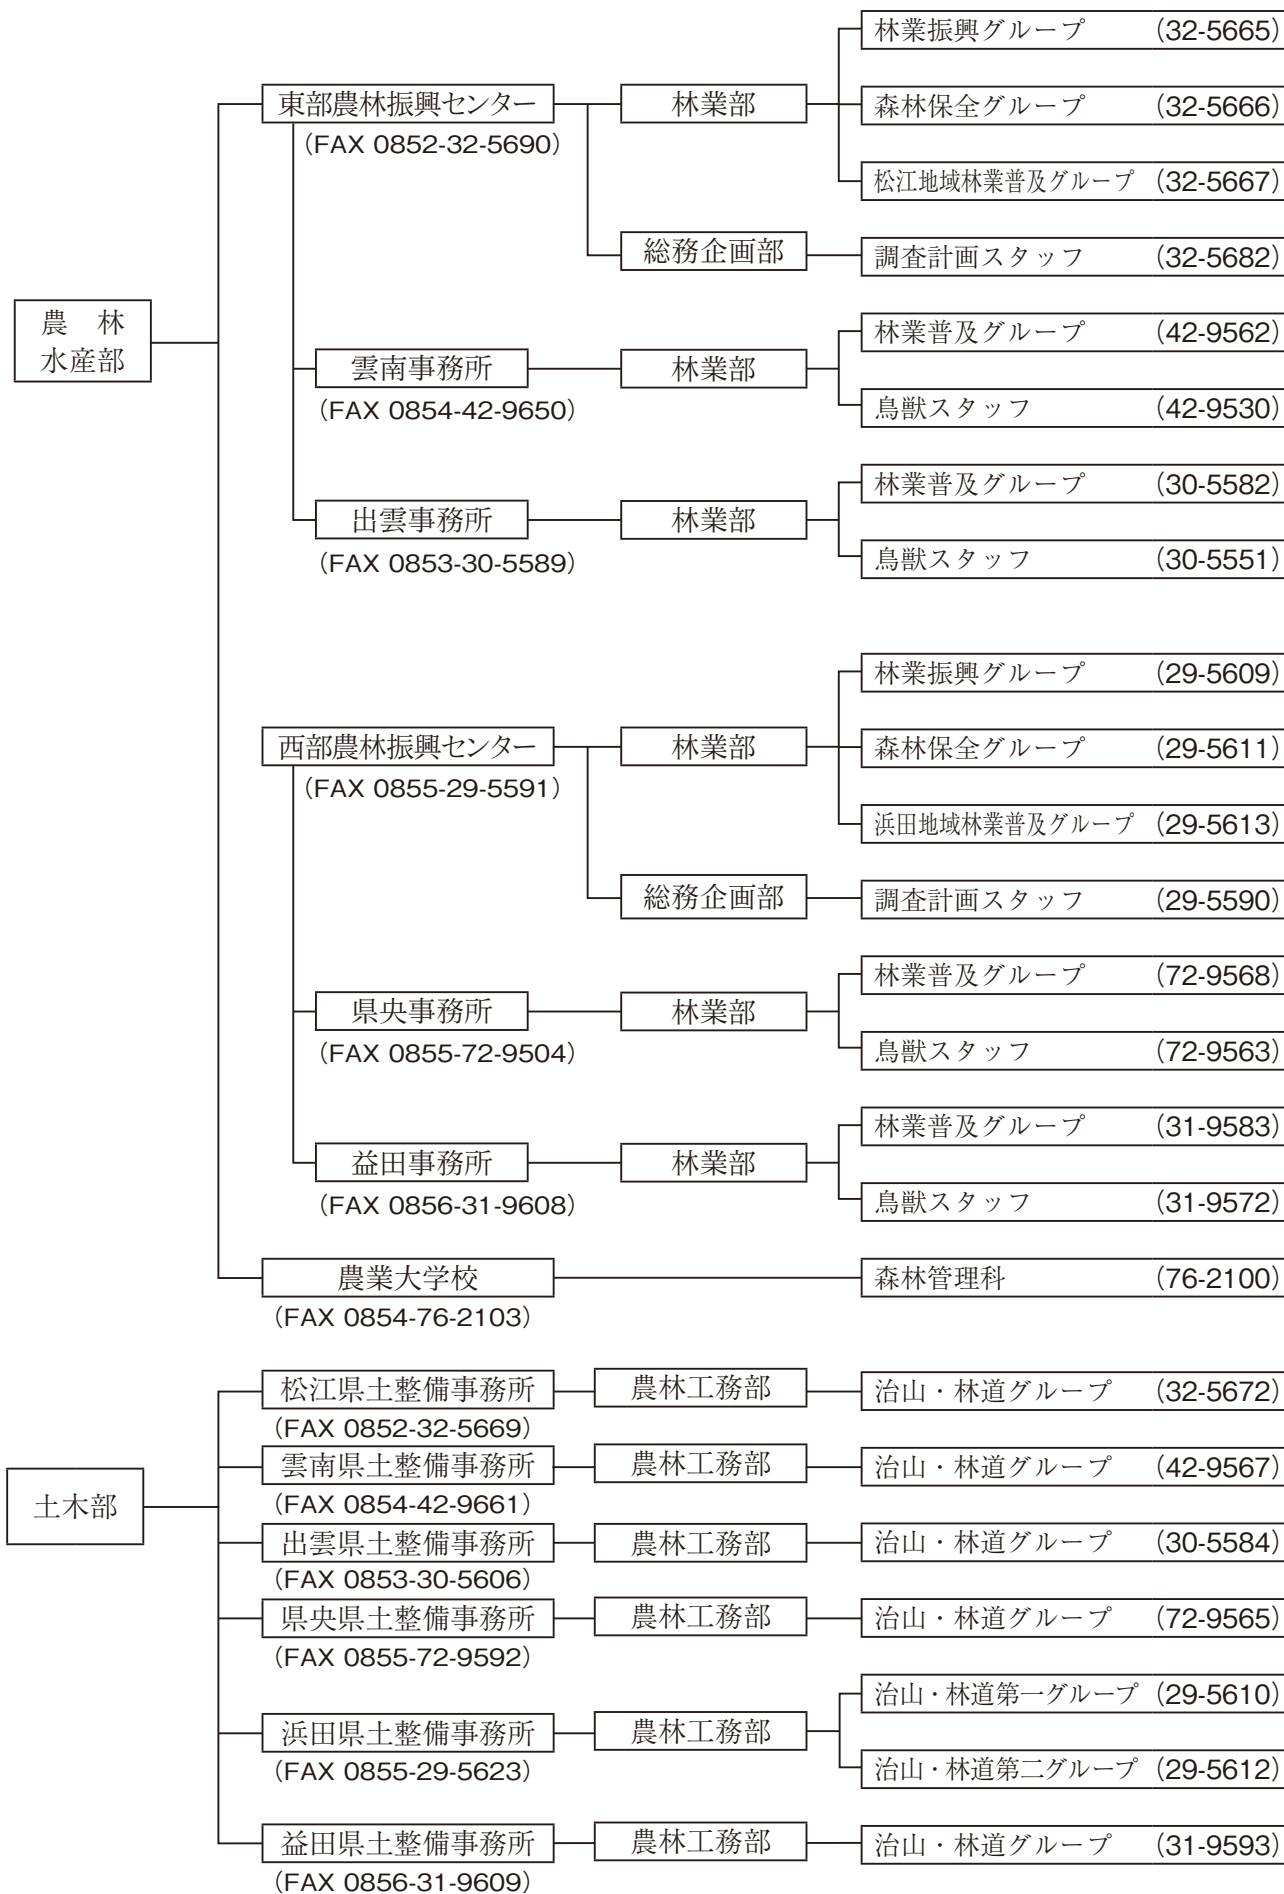 林業振興グループ (32-5665)
東部農林振興センター 林業部 森林保全グループ (32-5666)
(FAX 0852-32-5690)
松江地域林業普及グループ (32-5667)
総務企画部 調査計画スタッフ (32-5682)
農 林
水産部
林業普及グループ (42-9562)
雲南事務所 林業部
(FAX 0854-42-9650)
鳥獣スタッフ (42-9530)
林業普及グループ (30-5582)
出雲事務所 林業部
(FAX 0853-30-5589)
鳥獣スタッフ (30-5551)
林業振興グループ (29-5609)
西部農林振興センター 林業部 森林保全グループ (29-5611)
(FAX 0855-29-5591)
浜田地域林業普及グループ (29-5613)
総務企画部 調査計画スタッフ (29-5590)
林業普及グループ (72-9568)
県央事務所 林業部
(FAX 0855-72-9504)
鳥獣スタッフ (72-9563)
林業普及グループ (31-9583)
益田事務所 林業部
(FAX 0856-31-9608)
鳥獣スタッフ (31-9572)
農業大学校 森林管理科 (76-2100)
(FAX 0854-76-2103)
松江県土整備事務所 農林工務部 治山・林道グループ (32-5672)
(FAX 0852-32-5669)
雲南県土整備事務所 農林工務部 治山・林道グループ (42-9567)
(FAX 0854-42-9661)
土木部
出雲県土整備事務所 農林工務部 治山・林道グループ (30-5584)
(FAX 0853-30-5606)
県央県土整備事務所 農林工務部 治山・林道グループ (72-9565)
(FAX 0855-72-9592)
治山・林道第一グループ (29-5610)
浜田県土整備事務所 農林工務部
(FAX 0855-29-5623)
治山・林道第二グループ (29-5612)
益田県土整備事務所 農林工務部 治山・林道グループ (31-9593)
(FAX 0856-31-9609)